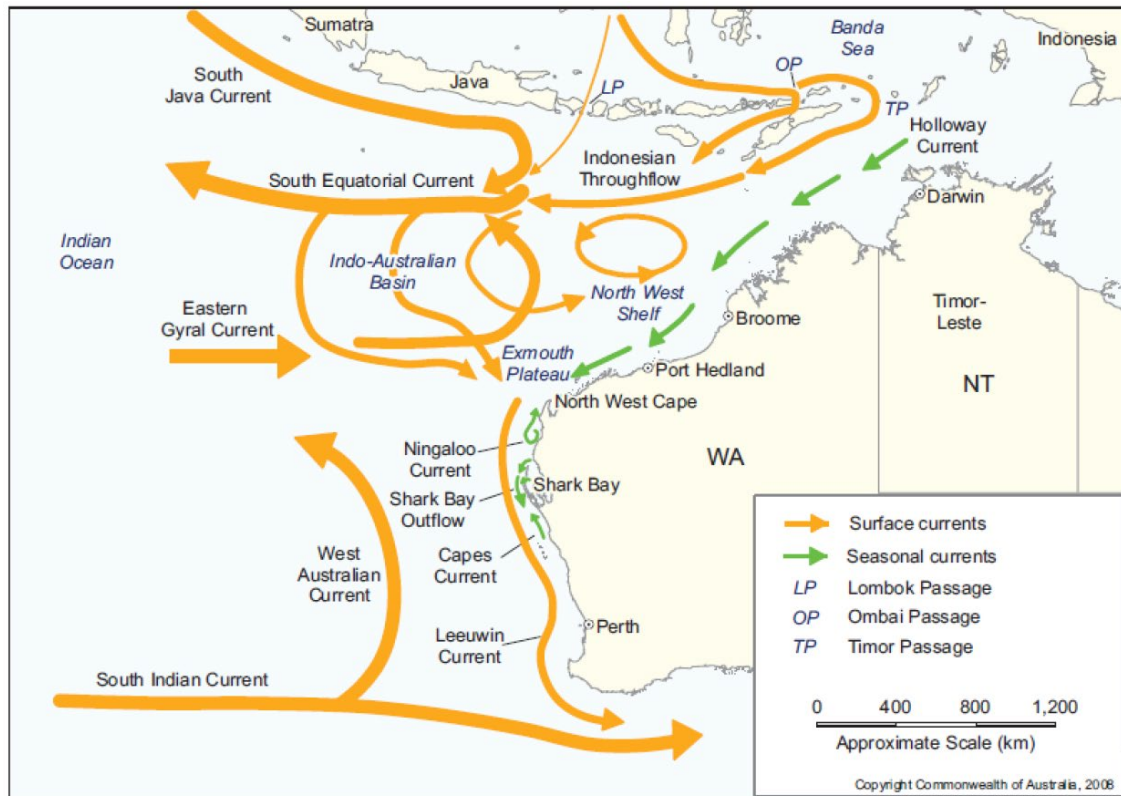 Sumatra
Banda
Sea
Indonesia
South
Java Current
Java
LP
OP
TP
Holloway
Current
Indonesian
Throughflow
South Equatorial Current
Darwin
Indian
Ocean
Indo-Australian
Basin
North West
Shelf
Timor-
Leste
Eastern
Gyral Current
Broome
Exmouth
Plateau
Port Hedland
NT
North West Cape
Ningaloo
Current
WA
Shark Bay
Shark Bay
Outflow
West
Australian
Current
Capes
Current
Perth
Leeuwin
Current
South Indian Current
Surface currents
Seasonal currents
LP Lombok Passage
OP Ombai Passage
TP Timor Passage
0 400 800 1,200
Approximate Scale (km)
Copyright Commonwealth of Australia, 2008